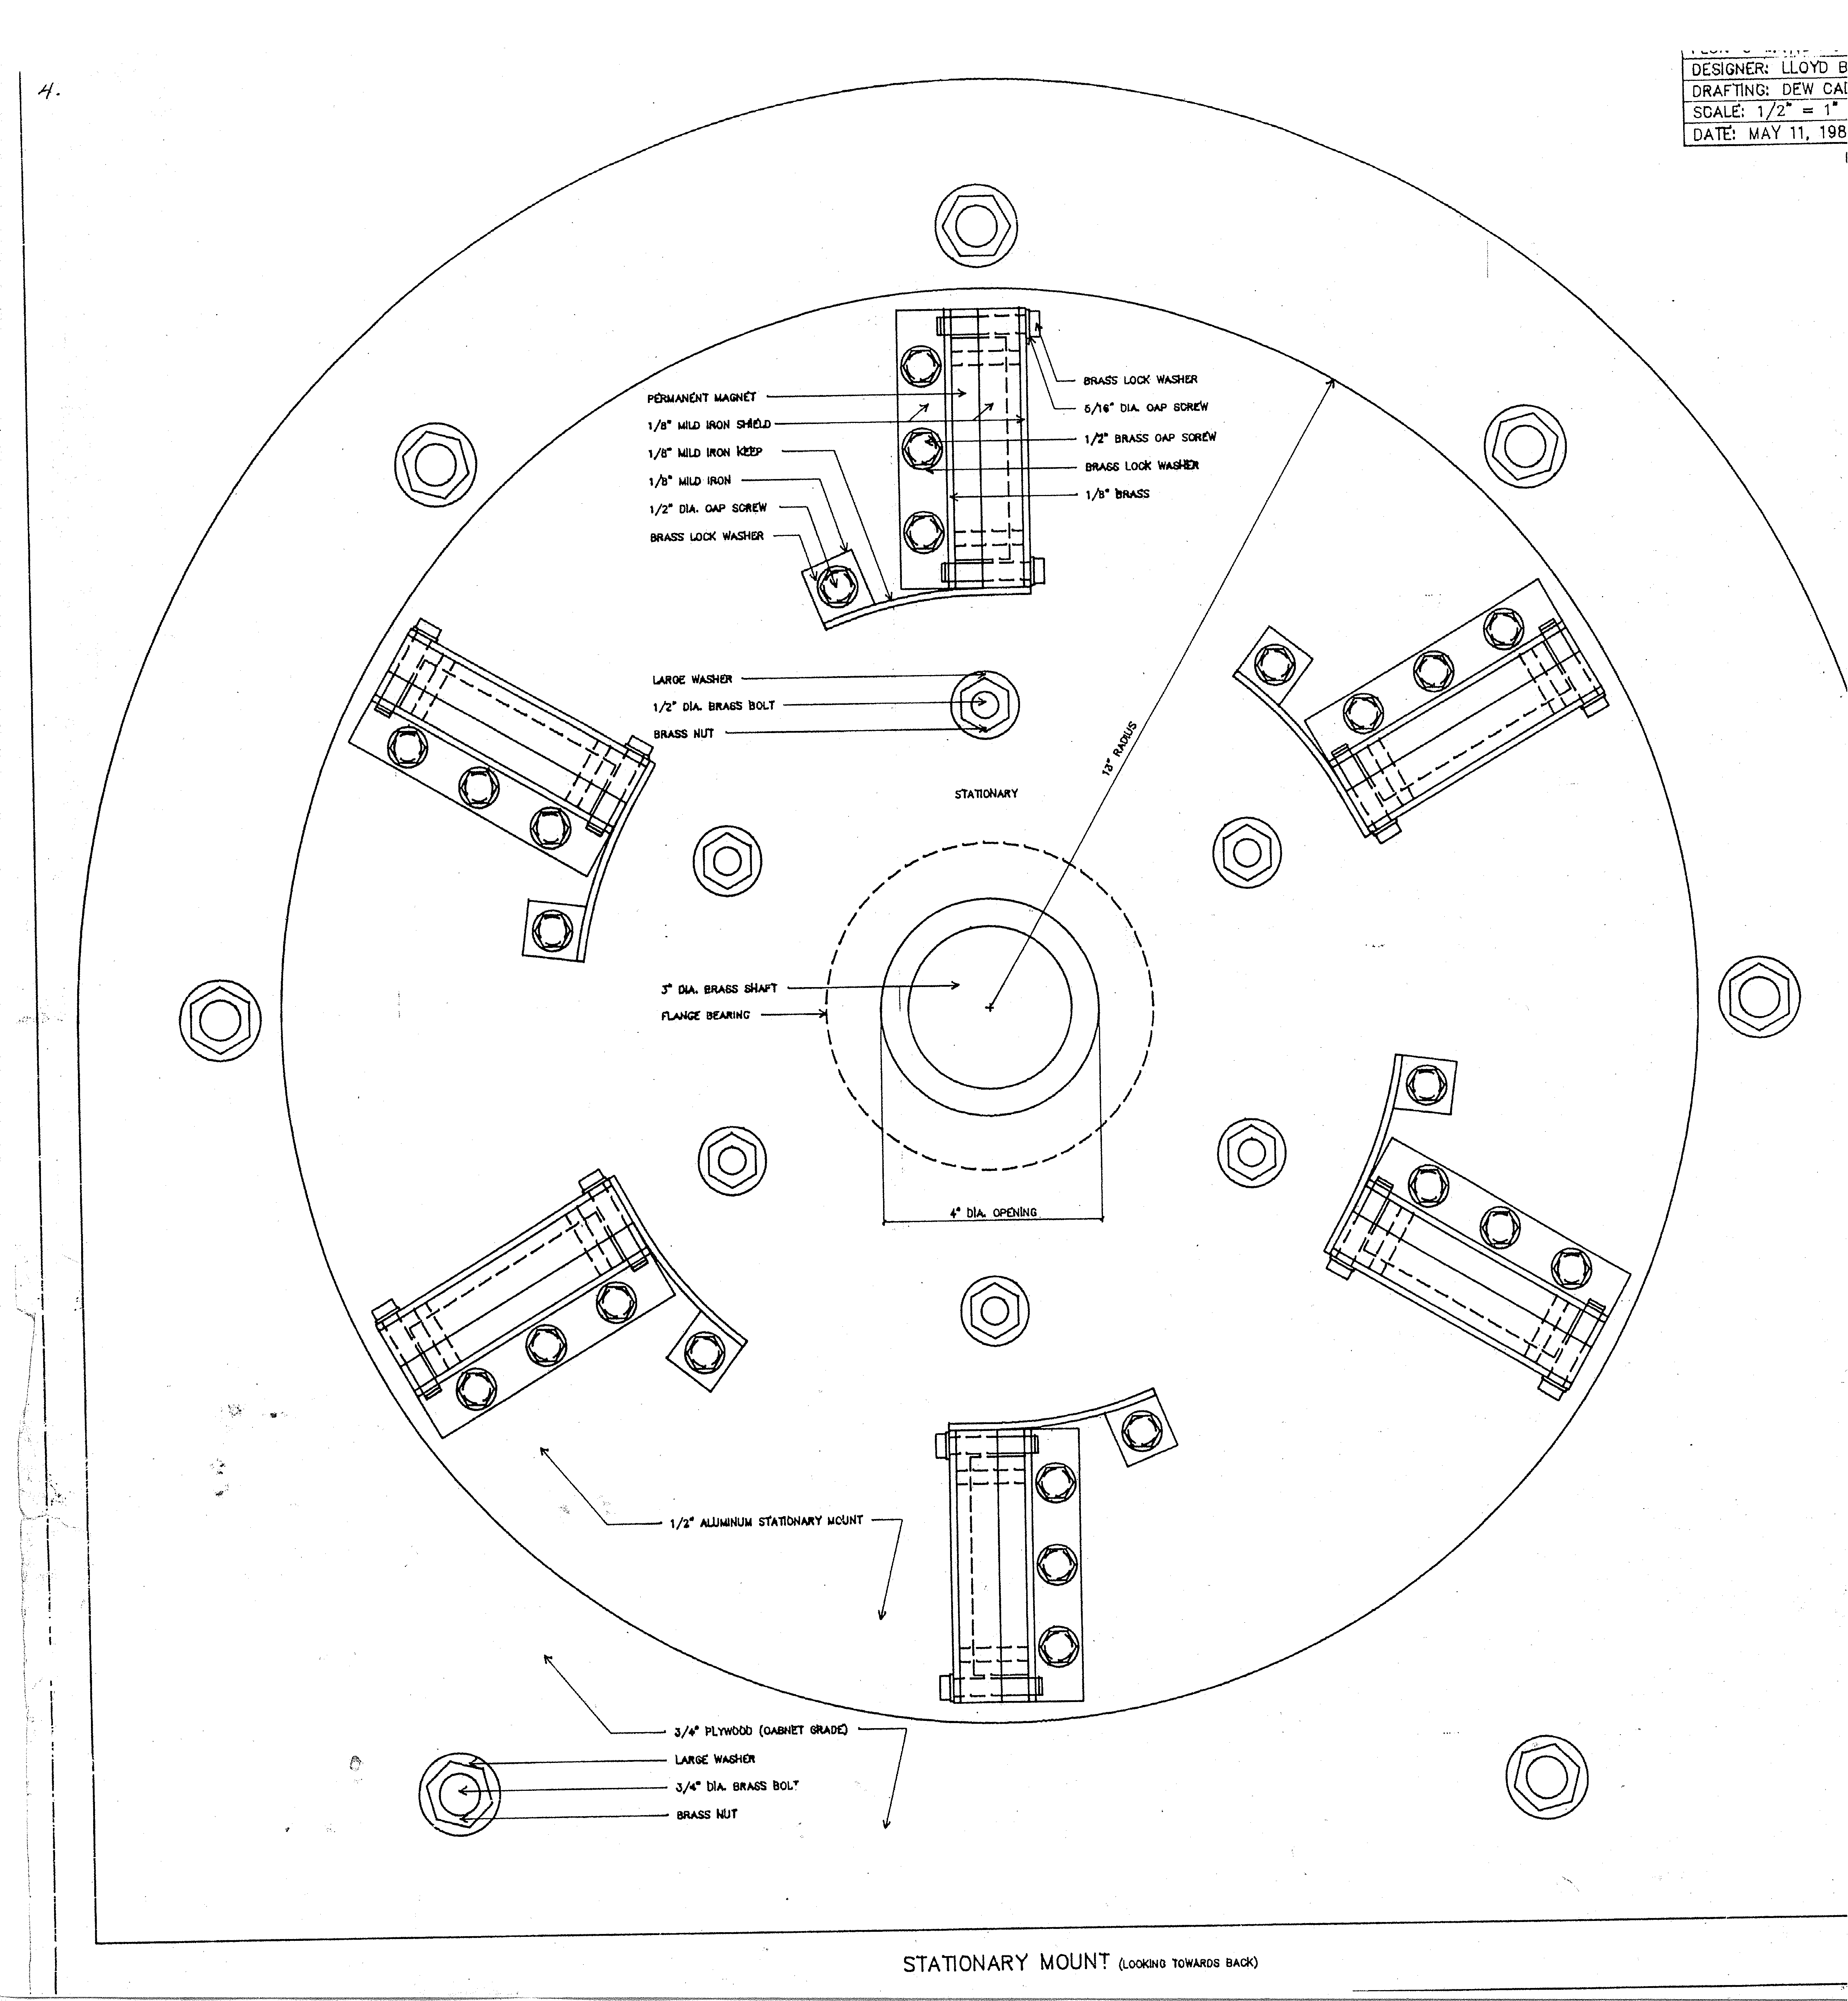 4.
DESIGNER: LLOYD B
DRAFTING: DEW CAD
SCALE: 1/2" = 1"
DATE: MAY 11, 198
PERMANENT MAGNET
1/8" MILD IRON SHIELD
1/8" MILD IRON KEEP
1/8" MILD IRON
1/2" DIA. CAP SCREW
BRASS LOCK WASHER
BRASS LOCK WASHER
5/16" DIA. CAP SCREW
1/2" BRASS CAP SCREW
BRASS LOCK WASHER
1/8" BRASS
LARGE WASHER
1/2" DIA. BRASS BOLT
BRASS NUT
13" RADIUS
STATIONARY
3" DIA. BRASS SHAFT
FLANGE BEARING
4" DIA. OPENING
1/2" ALUMINUM STATIONARY MOUNT
3/4" PLYWOOD (CABNET GRADE)
LARGE WASHER
3/4" DIA. BRASS BOLT
BRASS NUT
STATIONARY MOUNT (LOOKING TOWARDS BACK)